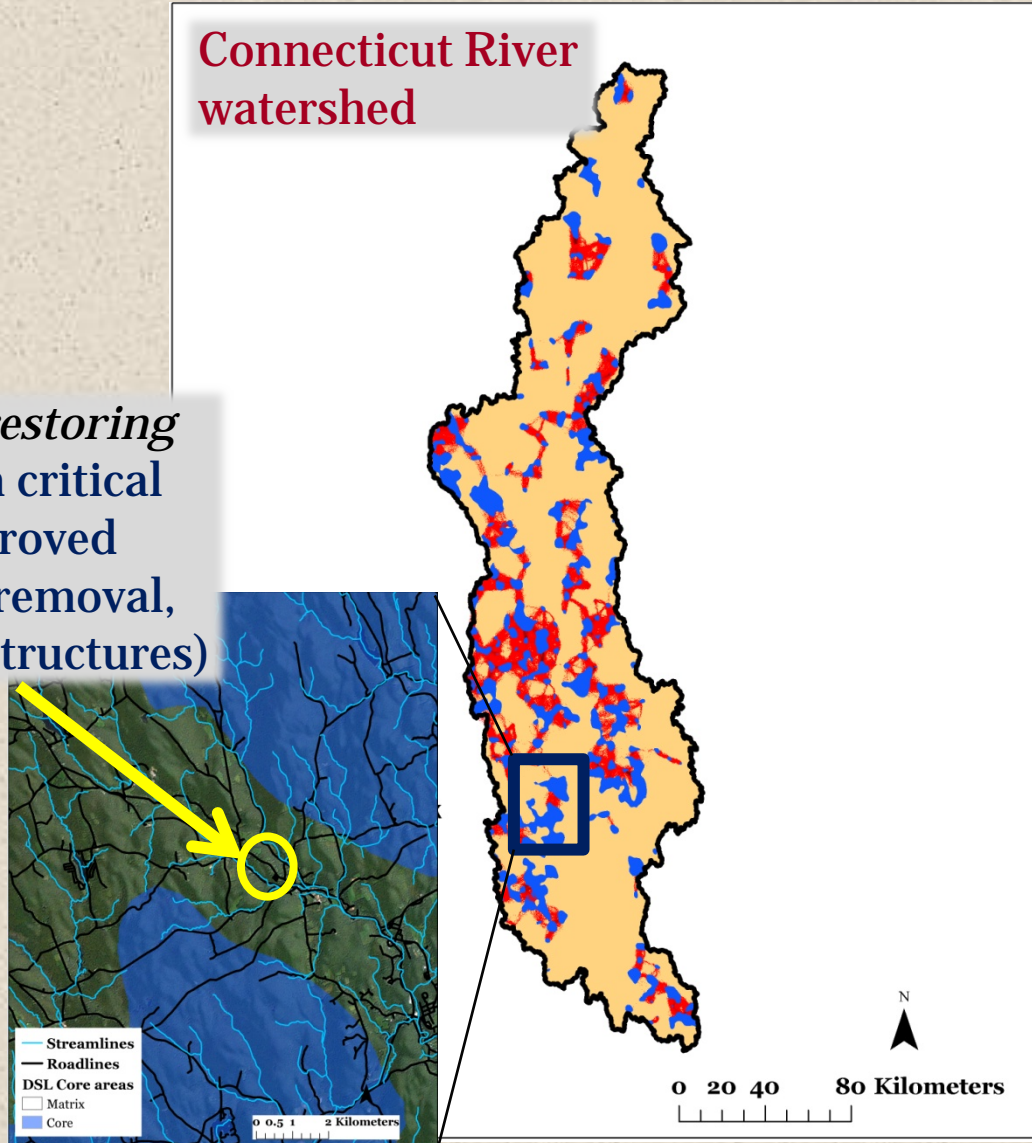 Connecticut River
watershed
restoring
critical
roved
removal,
tructures)
Streamlines
Roadlines
DSL Core areas
Matrix
Core
0 0.5 1 2 Kilometers
N
0 20 40 80 Kilometers